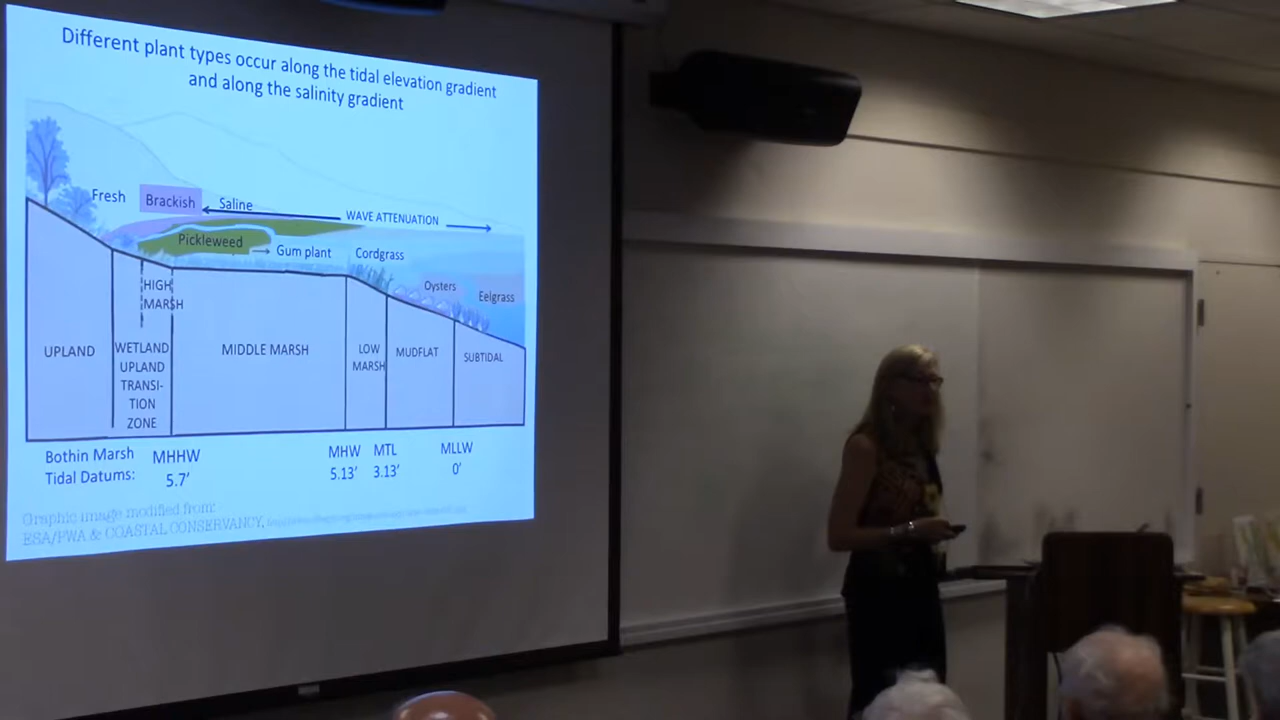 Different plant types occur along the tidal elevation gradient
and along the salinity gradient
Fresh
Brackish
Saline
WAVE ATTENUATION
Pickleweed
Gum plant
Cordgrass
Oysters
Eelgrass
HIGH
MARSH
UPLAND
WETLAND
UPLAND
TRANSI-
TION
ZONE
MIDDLE MARSH
LOW
MARSH
MUDFLAT
SUBTIDAL
Bothin Marsh
Tidal Datums:
MHHW
5.7'
MHW
5.13'
MTL
3.13'
MLLW
0'
Graphic image modified from:
ESA/PWA & COASTAL CONSERVANCY,